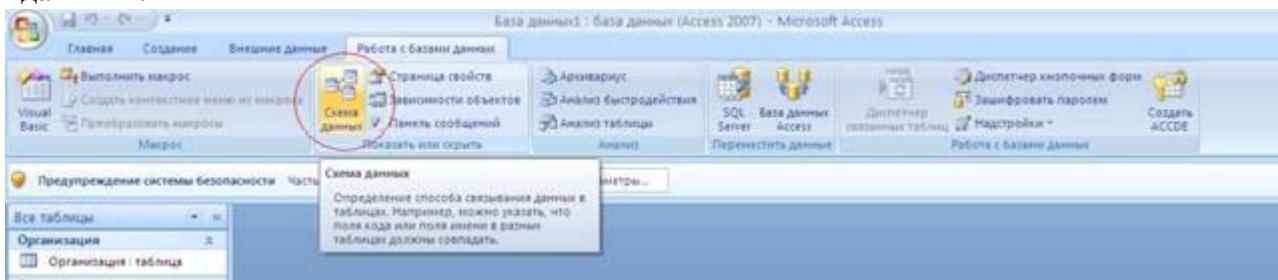 База данных1 : база данных (Access 2007) - Microsoft Access
Главная Создание Внешние данные Работа с базами данных
Visual Basic
Выполнить макрос
Создать контекстное меню из макроса
Преобразовать макросы
Макрос
Схема данных
Страница свойств
Зависимости объектов
Панель сообщений
Показать или скрыть
Архивариус
Анализ быстродействия
Анализ таблицы
Анализ
SQL Server
База данных Access
Переместить данные
Диспетчер связанных таблиц
Диспетчер кнопочных форм
Зашифровать паролем
Надстройки
Создать ACCDE
Работа с базами данных
Предупреждение системы безопасности Часть
Схема данных
Определение способа связывания данных в
таблицах. Например, можно указать, что
поля кода или поля имени в разных
таблицах должны совпадать.
Все таблицы
Организация
Организация : таблица